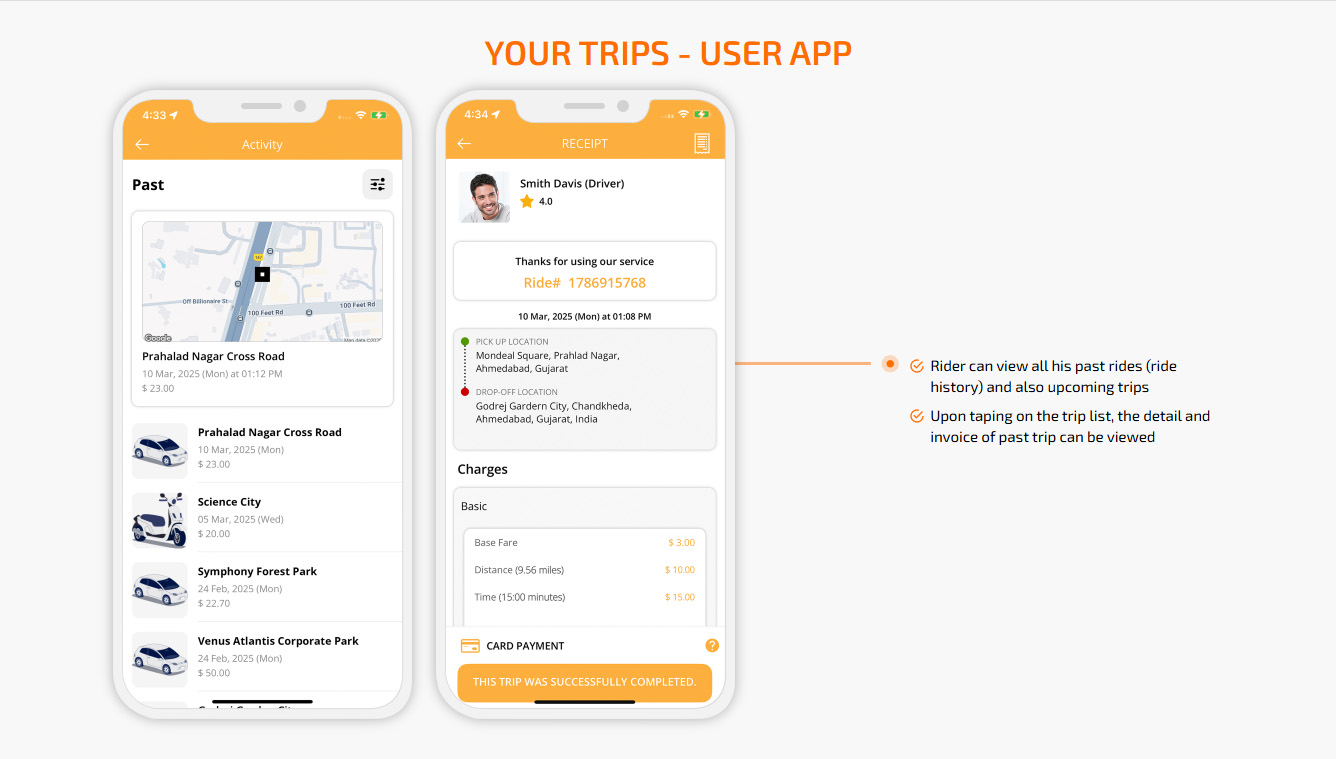 YOUR TRIPS - USER APP
4:33
Activity
Past
187
Off Billionaire St
100 Feet Rd
100 Feet Rd
Google
Prahalad Nagar Cross Road
10 Mar, 2025 (Mon) at 01:12 PM
$ 23.00
Prahalad Nagar Cross Road
10 Mar, 2025 (Mon)
$ 23.00
Science City
05 Mar, 2025 (Wed)
$ 20.00
Symphony Forest Park
24 Feb, 2025 (Mon)
$ 22.70
Venus Atlantis Corporate Park
24 Feb, 2025 (Mon)
$ 50.00
4:34
RECEIPT
Smith Davis (Driver)
4.0
Thanks for using our service
Ride# 1786915768
10 Mar, 2025 (Mon) at 01:08 PM
PICK UP LOCATION
Mondeal Square, Prahlad Nagar,
Ahmedabad, Gujarat
DROP-OFF LOCATION
Godrej Gardern City, Chandkheda,
Ahmedabad, Gujarat, India
Charges
Basic
Base Fare $ 3.00
Distance (9.56 miles) $ 10.00
Time (15:00 minutes) $ 15.00
CARD PAYMENT ?
THIS TRIP WAS SUCCESSFULLY COMPLETED.
Rider can view all his past rides (ride
history) and also upcoming trips
Upon taping on the trip list, the detail and
invoice of past trip can be viewed